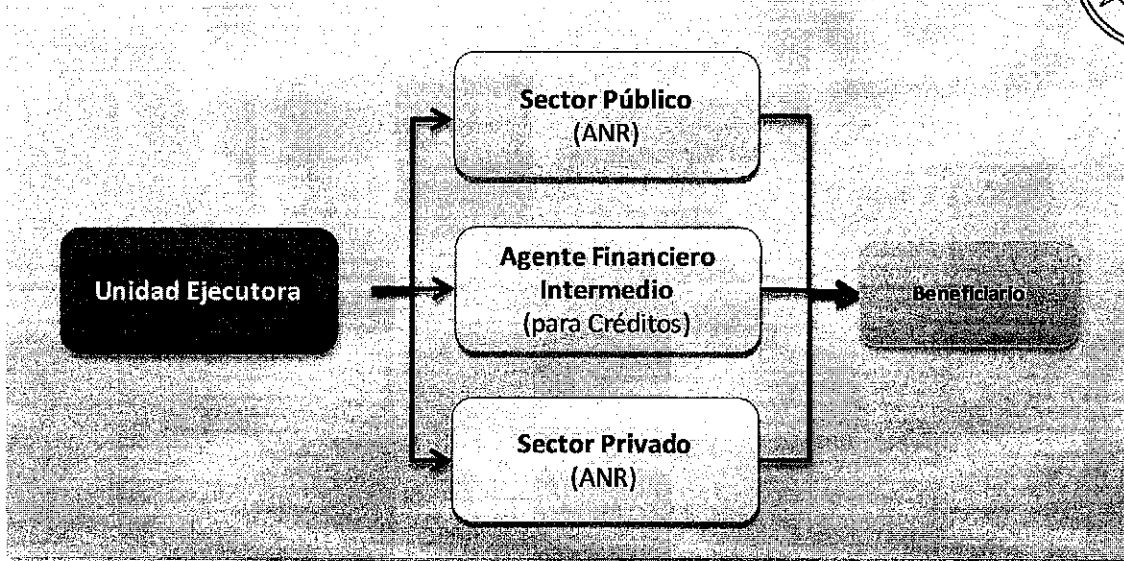 Sector Público
(ANR)
Unidad Ejecutora
Agente Financiero
Intermedio
(para Créditos)
Beneficiario
Sector Privado
(ANR)